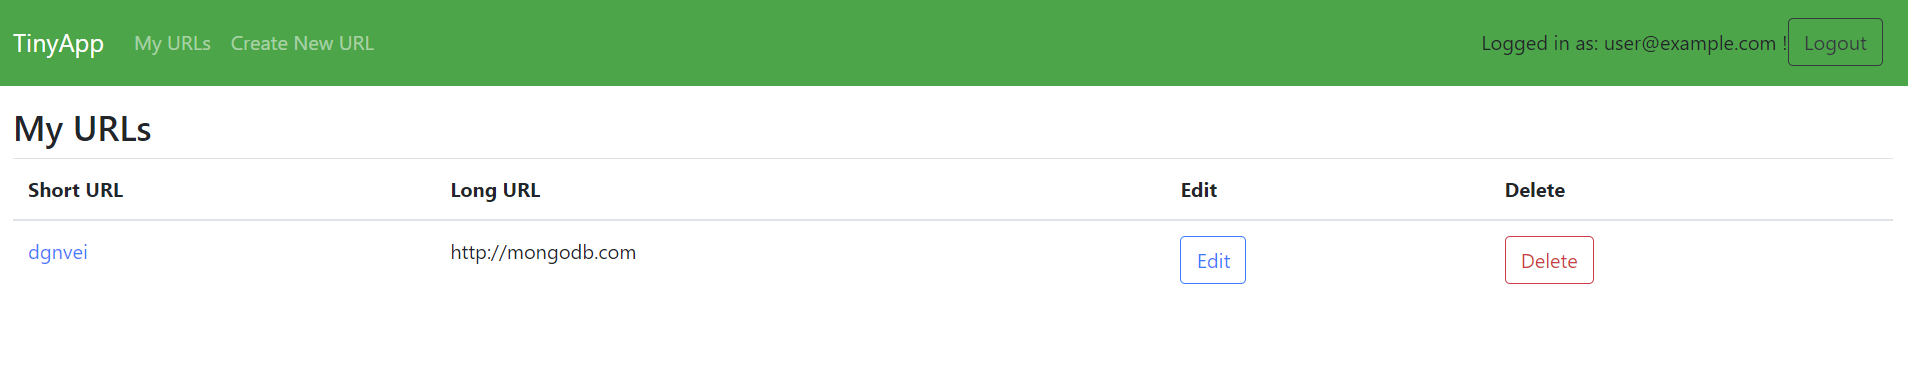 TinyApp My URLs Create New URL Logged in as: user@example.com ! Logout
My URLs
Short URL Long URL Edit Delete
dgnvei http://mongodb.com Edit Delete